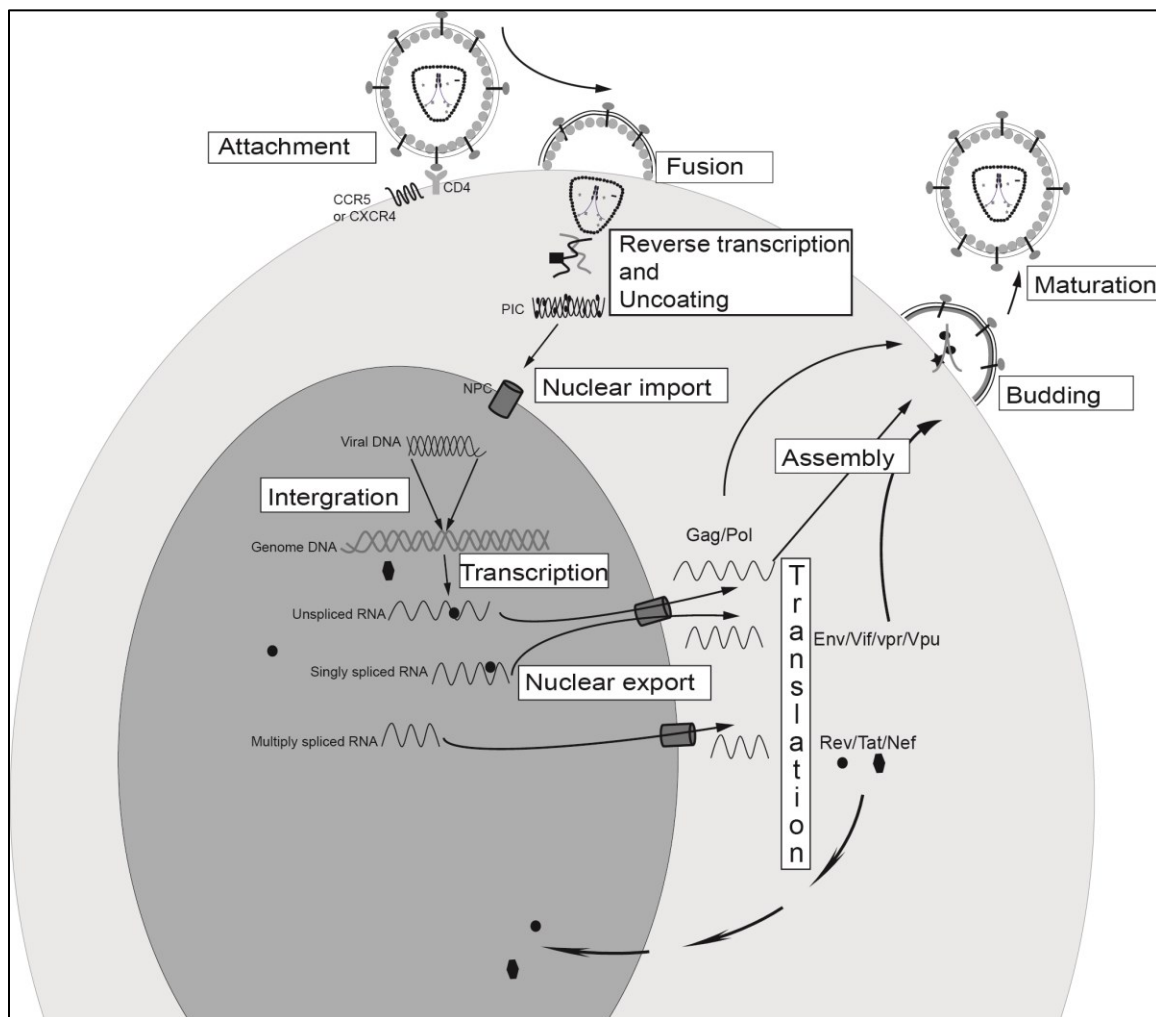 Attachment
CD4
CCR5
or CXCR4
Fusion
Reverse transcription
and
Uncoating
PIC
Maturation
NPC
Nuclear import
Budding
Viral DNA
Assembly
Intergration
Gag/Pol
Genome DNA
Transcription
Translation
Unspliced RNA
Env/Vif/vpr/Vpu
Singly spliced RNA
Nuclear export
Multiply spliced RNA
Rev/Tat/Nef